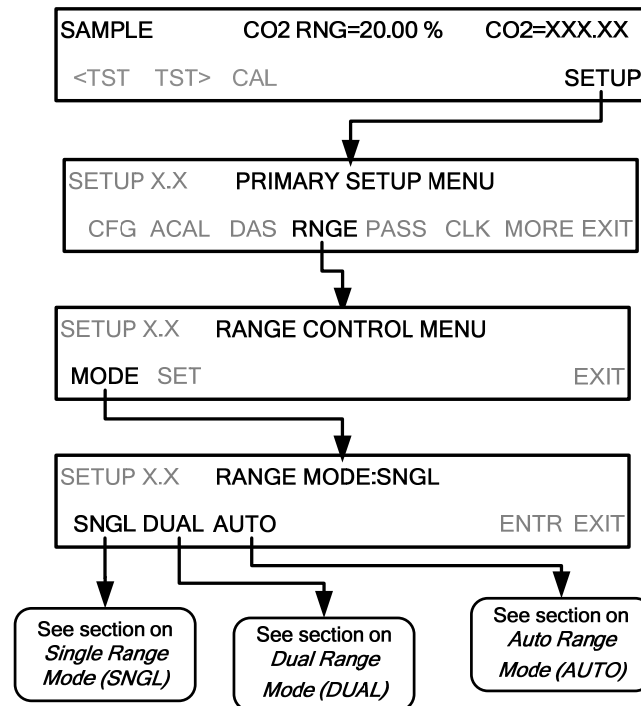 SAMPLE CO2 RNG=20.00 % CO2=XXX.XX
<TST TST> CAL SETUP
SETUP X.X PRIMARY SETUP MENU
CFG ACAL DAS RNGE PASS CLK MORE EXIT
SETUP X.X RANGE CONTROL MENU
MODE SET EXIT
SETUP X.X RANGE MODE:SNGL
SNGL DUAL AUTO ENTR EXIT
See section on
Single Range
Mode (SNGL)
See section on
Dual Range
Mode (DUAL)
See section on
Auto Range
Mode (AUTO)